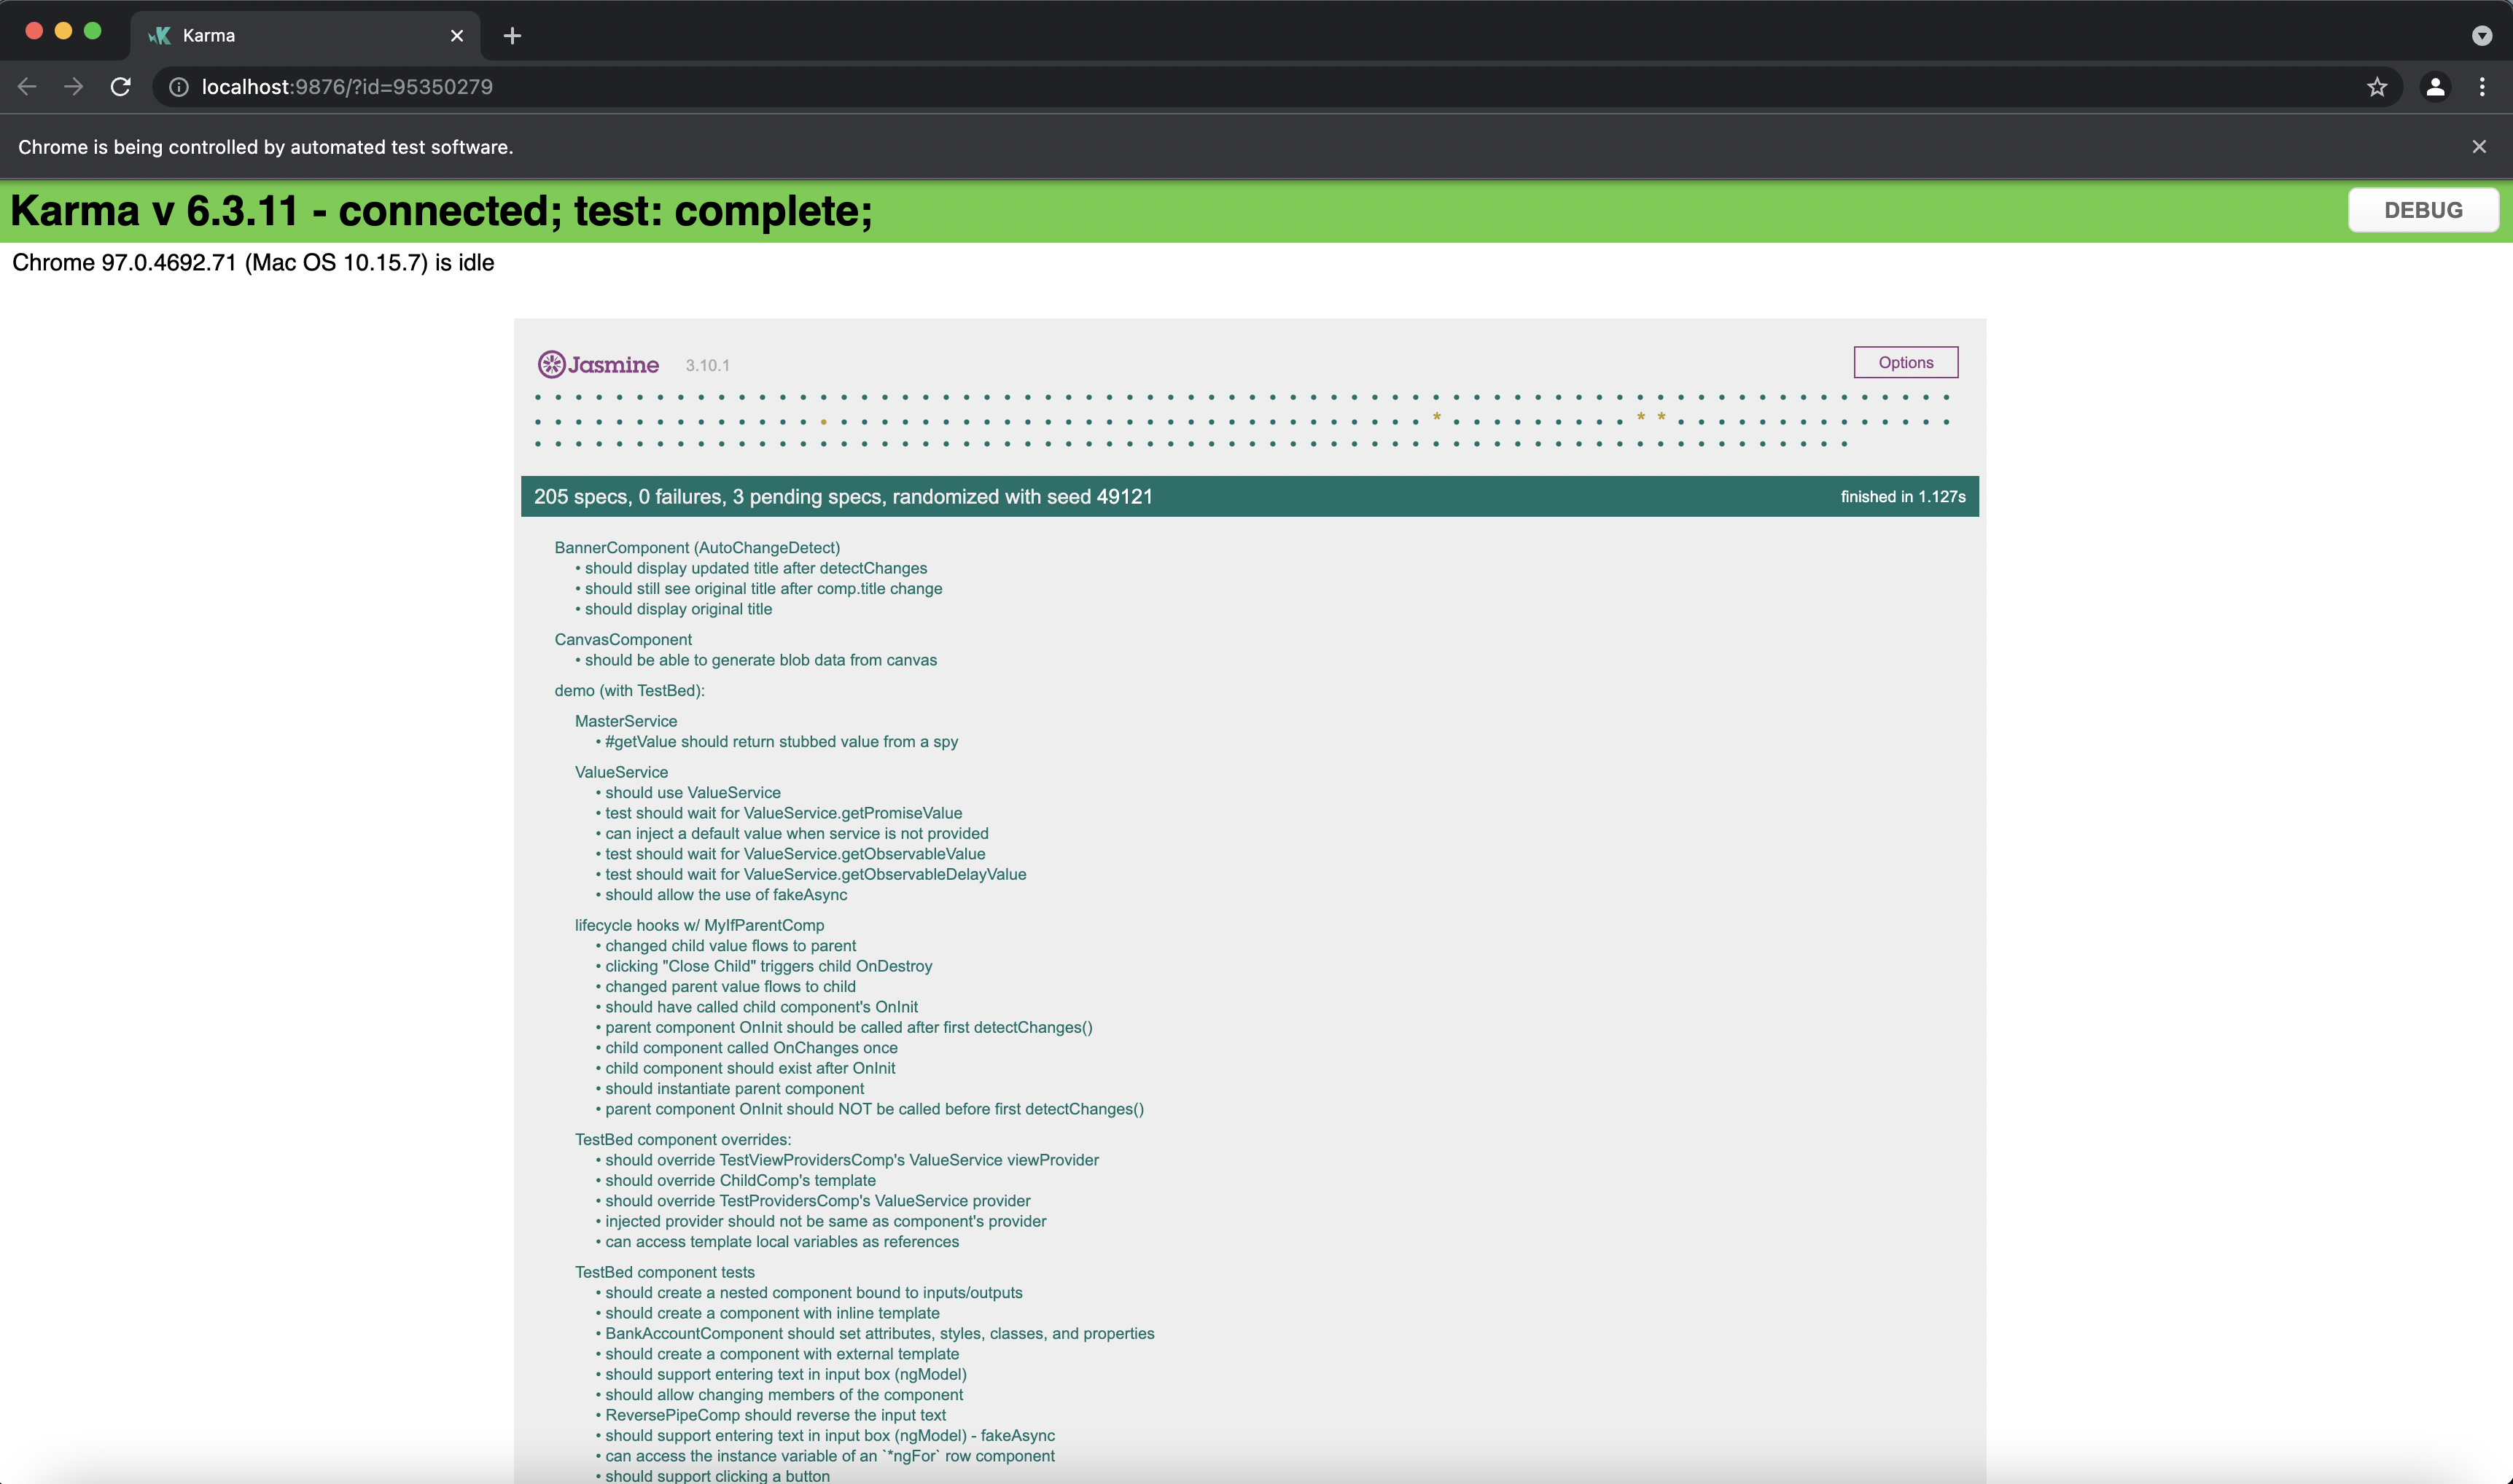 Karma
localhost:9876/?id=95350279
Chrome is being controlled by automated test software.
Karma v 6.3.11 - connected; test: complete;
DEBUG
Chrome 97.0.4692.71 (Mac OS 10.15.7) is idle
Jasmine 3.10.1
Options
205 specs, 0 failures, 3 pending specs, randomized with seed 49121
finished in 1.127s
BannerComponent (AutoChangeDetect)
• should display updated title after detectChanges
• should still see original title after comp.title change
• should display original title
CanvasComponent
• should be able to generate blob data from canvas
demo (with TestBed):
MasterService
• #getValue should return stubbed value from a spy
ValueService
• should use ValueService
• test should wait for ValueService.getPromiseValue
• can inject a default value when service is not provided
• test should wait for ValueService.getObservableValue
• test should wait for ValueService.getObservableDelayValue
• should allow the use of fakeAsync
lifecycle hooks w/ MyIfParentComp
• changed child value flows to parent
• clicking "Close Child" triggers child OnDestroy
• changed parent value flows to child
• should have called child component's OnInit
• parent component OnInit should be called after first detectChanges()
• child component called OnChanges once
• child component should exist after OnInit
• should instantiate parent component
• parent component OnInit should NOT be called before first detectChanges()
TestBed component overrides:
• should override TestViewProvidersComp's ValueService viewProvider
• should override ChildComp's template
• should override TestProvidersComp's ValueService provider
• injected provider should not be same as component's provider
• can access template local variables as references
TestBed component tests
• should create a nested component bound to inputs/outputs
• should create a component with inline template
• BankAccountComponent should set attributes, styles, classes, and properties
• should create a component with external template
• should support entering text in input box (ngModel)
• should allow changing members of the component
• ReversePipeComp should reverse the input text
• should support entering text in input box (ngModel) - fakeAsync
• can access the instance variable of an `*ngFor` row component
• should support clicking a button